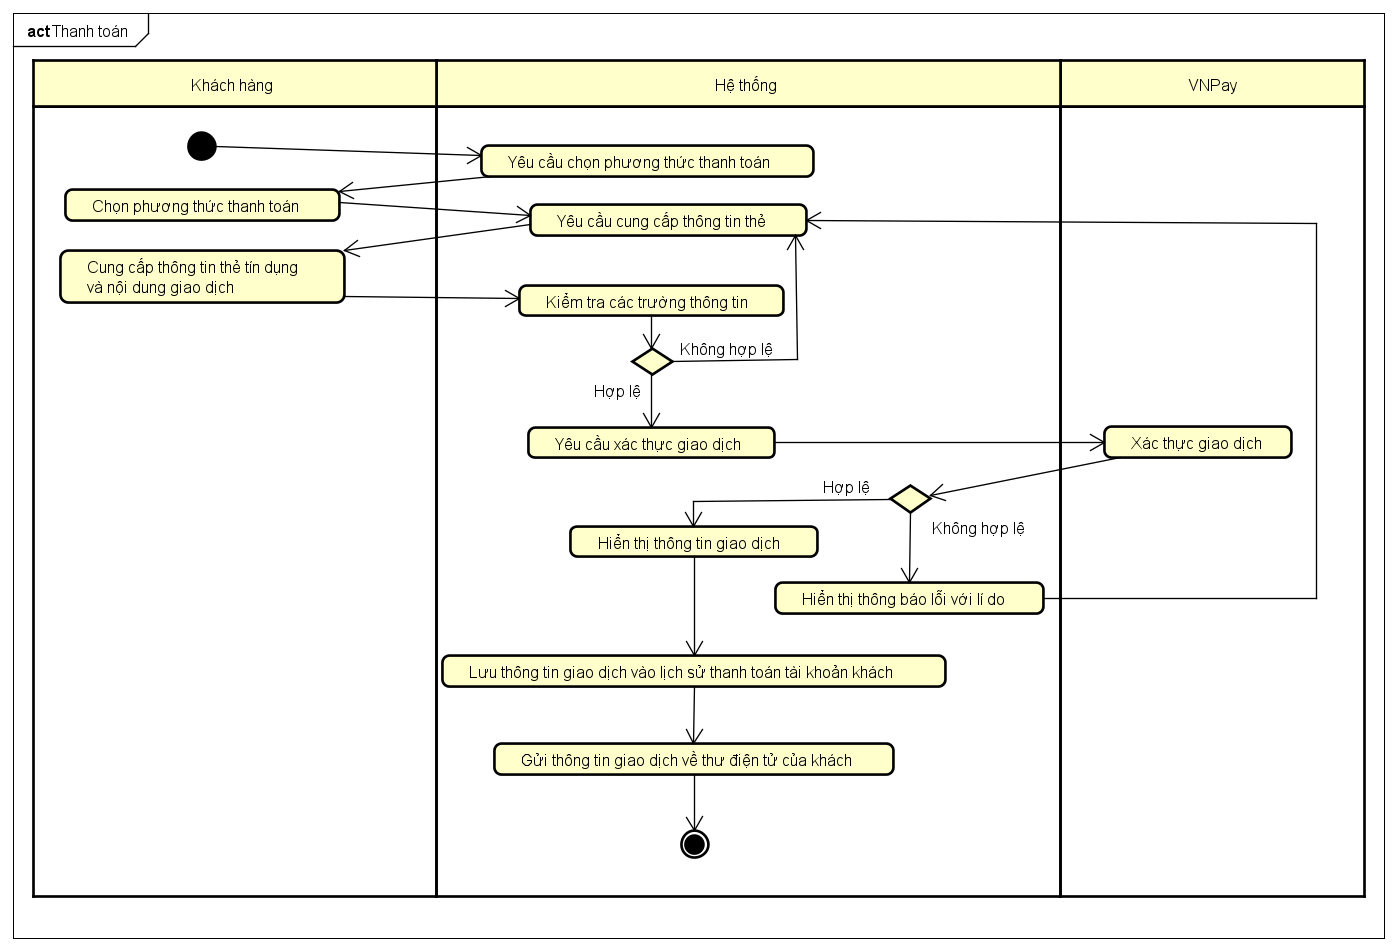 act Thanh toán
Khách hàng
Hệ thống
VNPay
Yêu cầu chọn phương thức thanh toán
Chọn phương thức thanh toán
Yêu cầu cung cấp thông tin thẻ
Cung cấp thông tin thẻ tín dụng
và nội dung giao dịch
Kiểm tra các trường thông tin
Không hợp lệ
Hợp lệ
Yêu cầu xác thực giao dịch
Xác thực giao dịch
Hợp lệ
Không hợp lệ
Hiển thị thông tin giao dịch
Hiển thị thông báo lỗi với lí do
Lưu thông tin giao dịch vào lịch sử thanh toán tài khoản khách
Gửi thông tin giao dịch về thư điện tử của khách